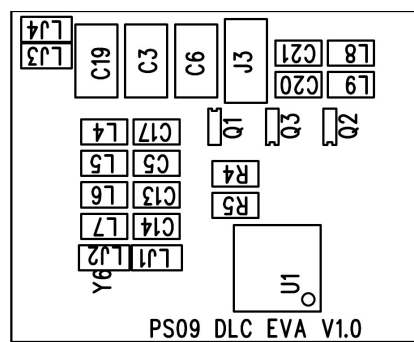 LJ4
LJ3
C19
C3
C6
J3
C21 L8
C20 L9
Q1 Q3 Q2
L4 C17
L5 C5
L6 C13
L7 C14
LJ2 LJ1
R4
R5
Y6
U1
PS09 DLC EVA V1.0